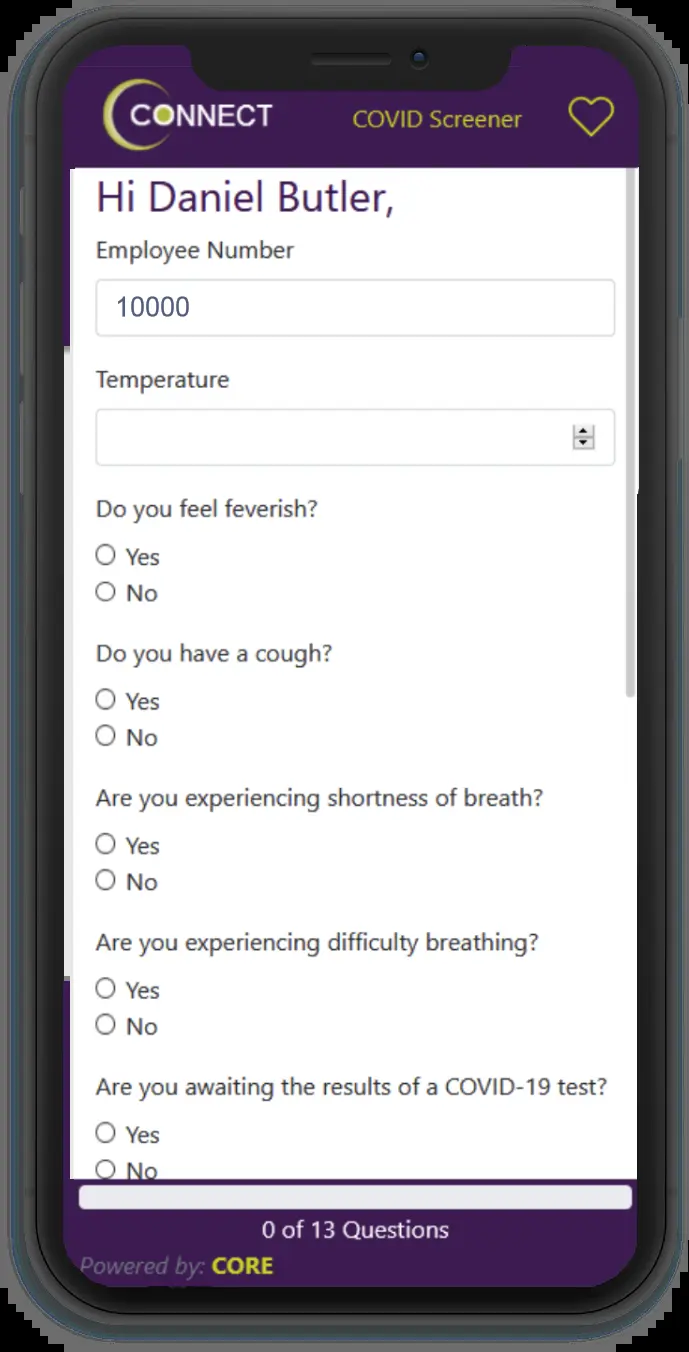 CONNECT
COVID Screener
Hi Daniel Butler,
Employee Number
10000
Temperature
Do you feel feverish?
Yes
No
Do you have a cough?
Yes
No
Are you experiencing shortness of breath?
Yes
No
Are you experiencing difficulty breathing?
Yes
No
Are you awaiting the results of a COVID-19 test?
Yes
No
0 of 13 Questions
Powered by: CORE